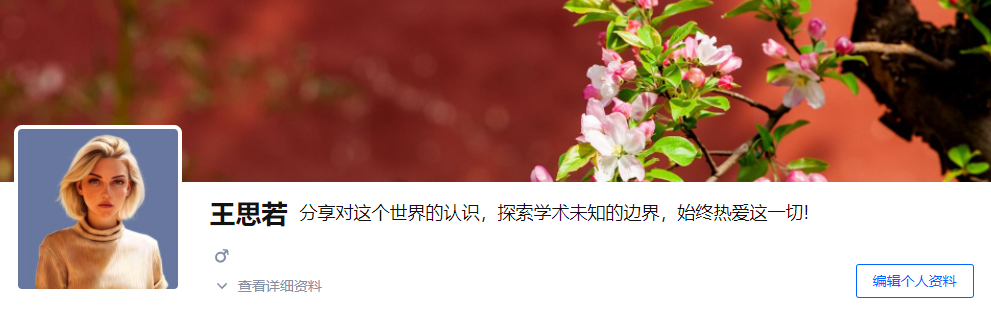 王思若 分享对这个世界的认识，探索学术未知的边界，始终热爱这一切!
查看详细资料
编辑个人资料